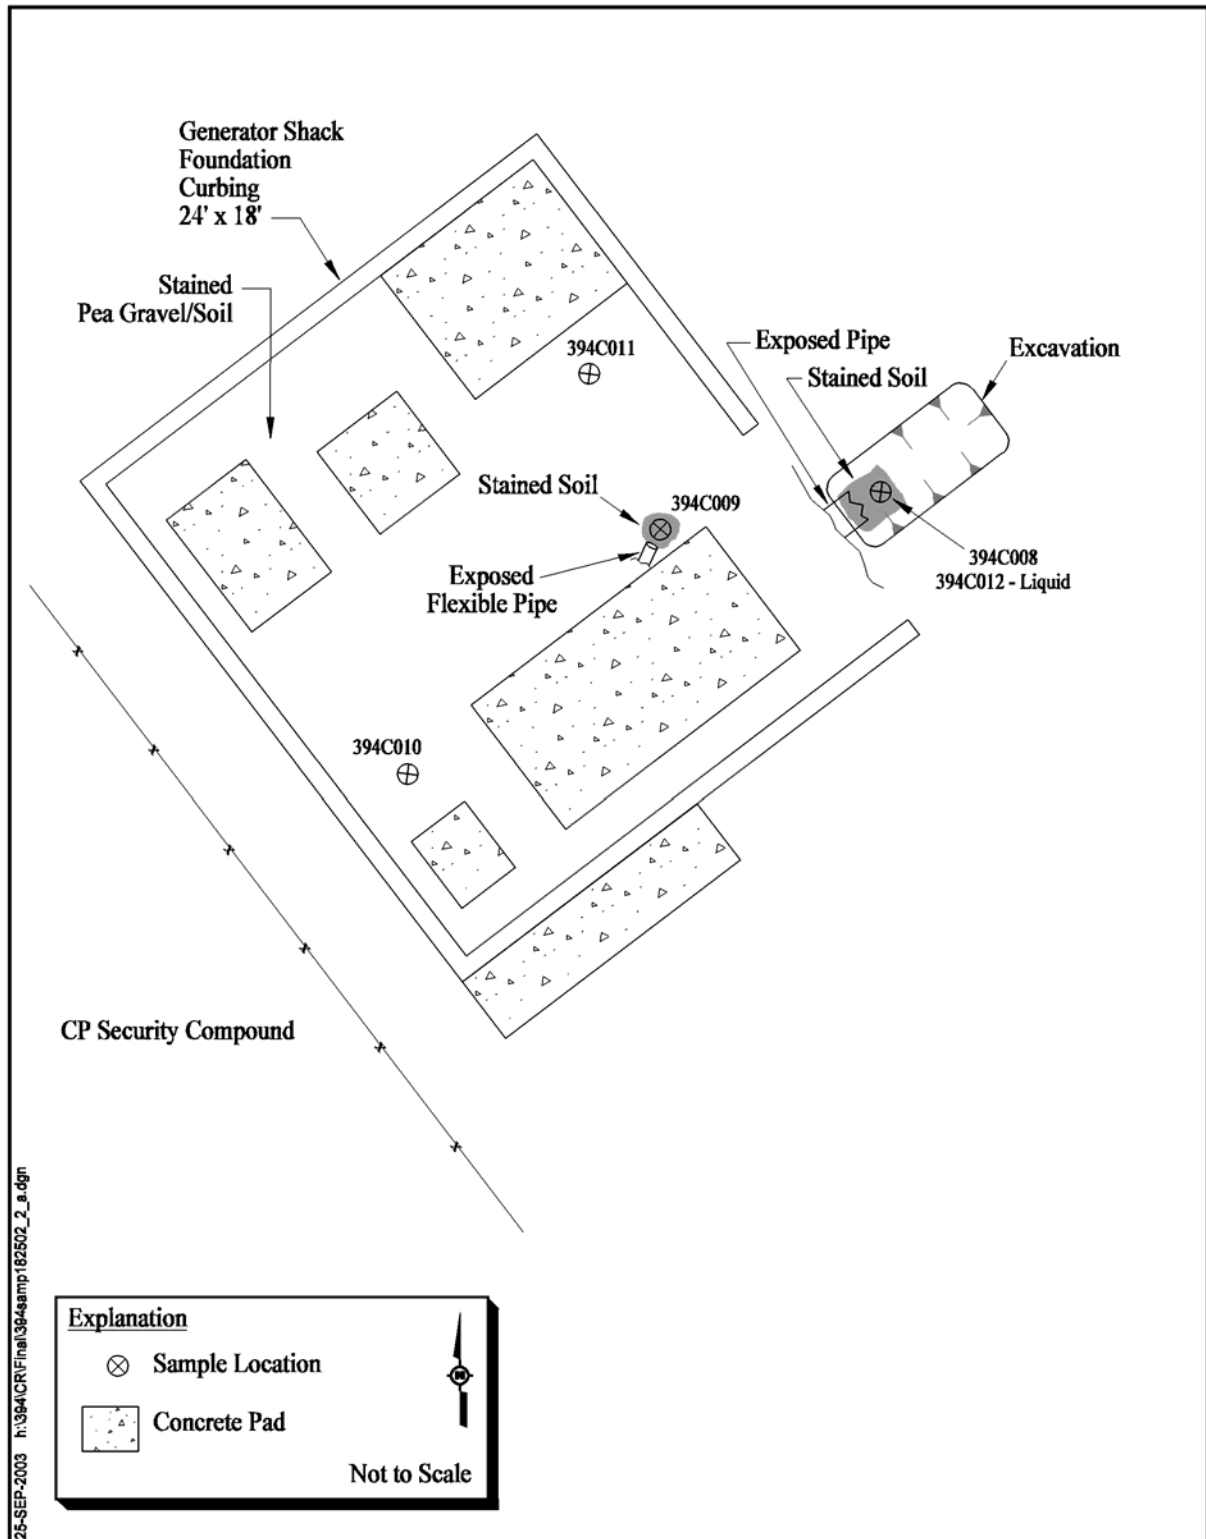 Generator Shack
Foundation
Curbing
24' x 18'
Stained
Pea Gravel/Soil
394C011
Exposed Pipe
Stained Soil
Excavation
Stained Soil
394C009
Exposed
Flexible Pipe
394C008
394C012 - Liquid
394C010
CP Security Compound
Explanation
Sample Location
Concrete Pad
N
Not to Scale
25-SEP-2003 h:\394\CR\Final\394samp182502_2_a.dgn